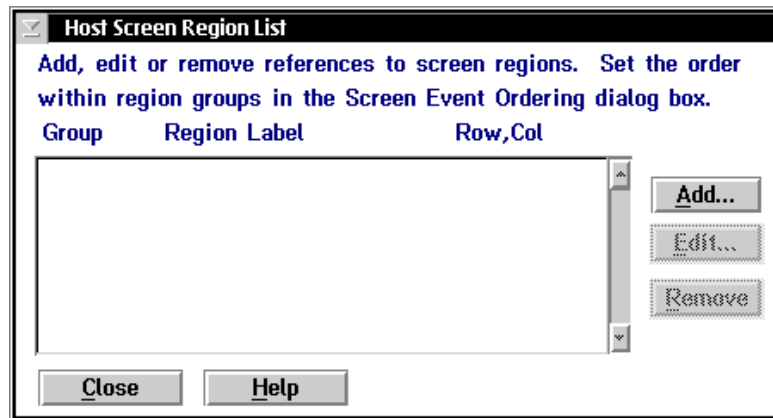 Host Screen Region List
Add, edit or remove references to screen regions. Set the order
within region groups in the Screen Event Ordering dialog box.
Group Region Label Row,Col
Add...
Edit...
Remove
Close Help